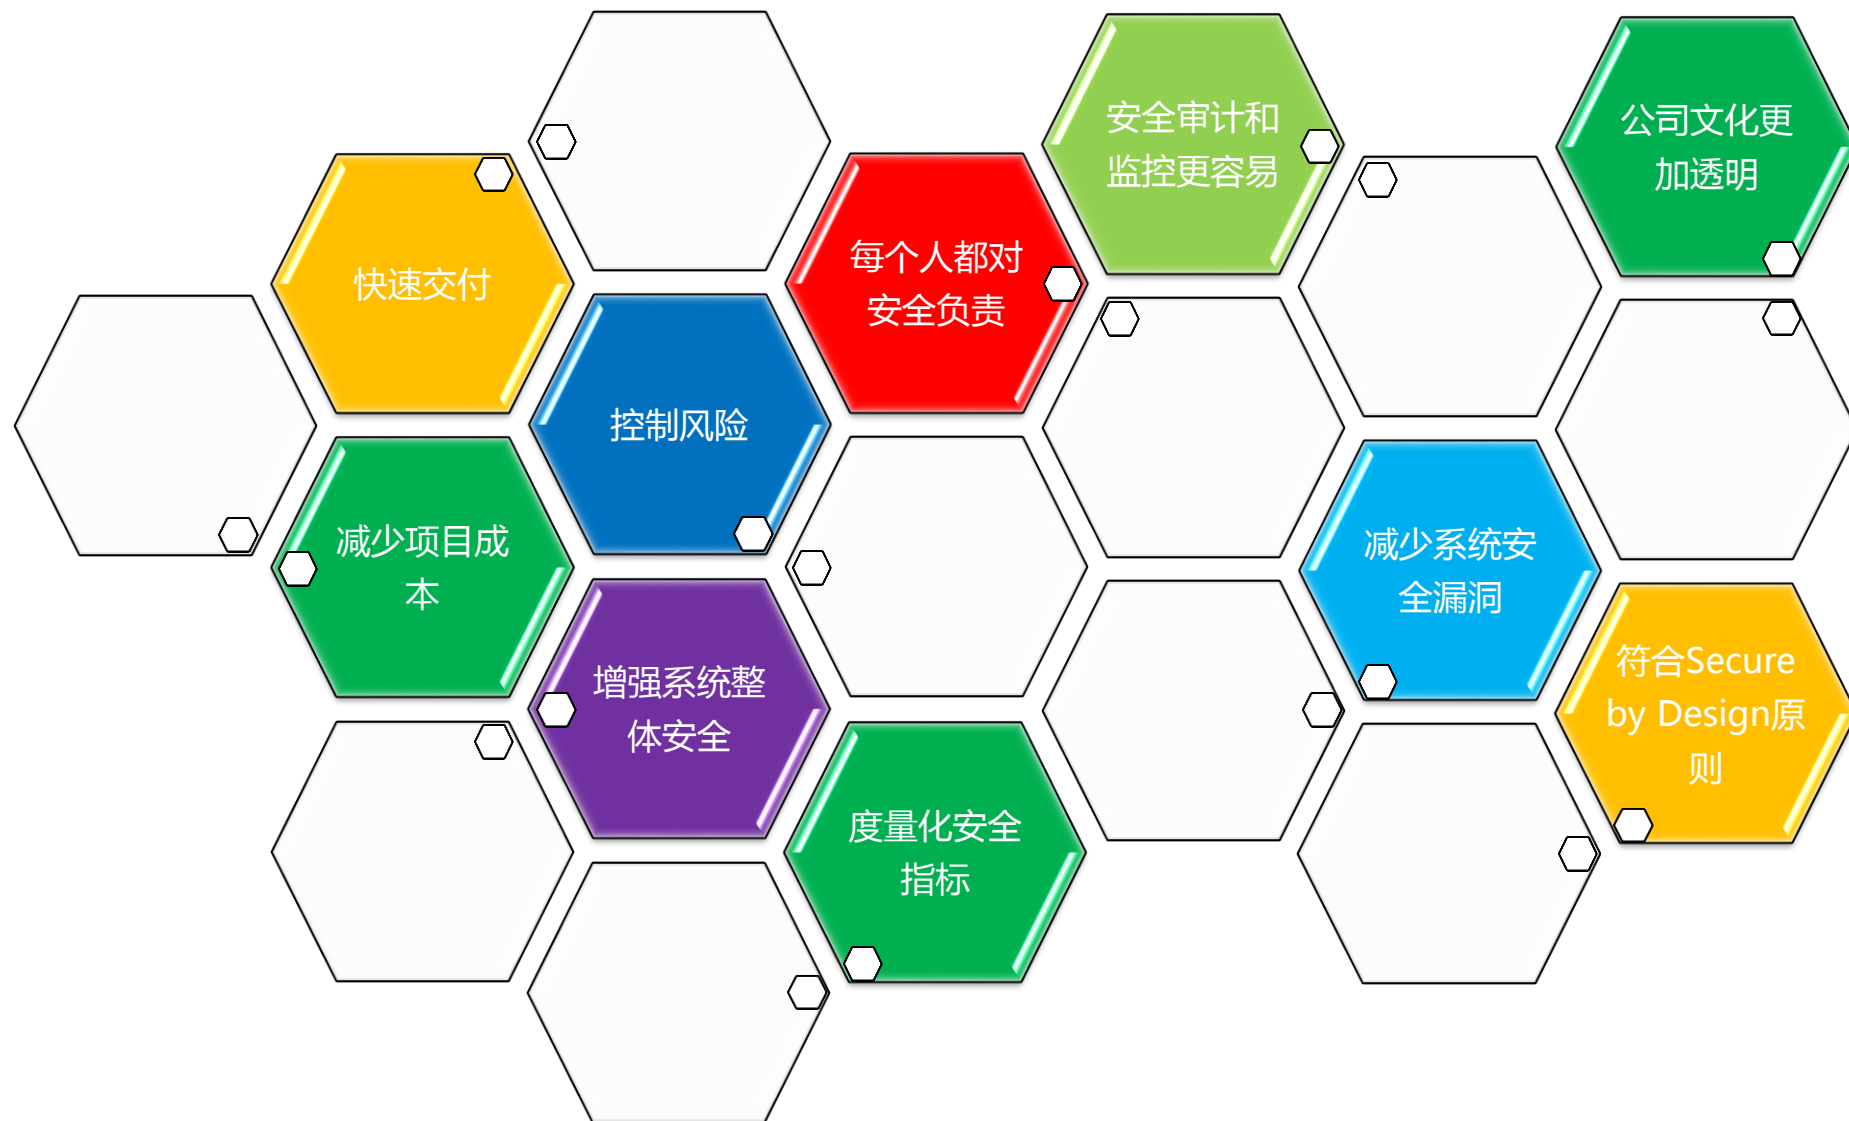 快速交付
减少项目成
本
控制风险
增强系统整
体安全
每个人都对
安全负责
度量化安全
指标
安全审计和
监控更容易
减少系统安
全漏洞
公司文化更
加透明
符合Secure
by Design原
则